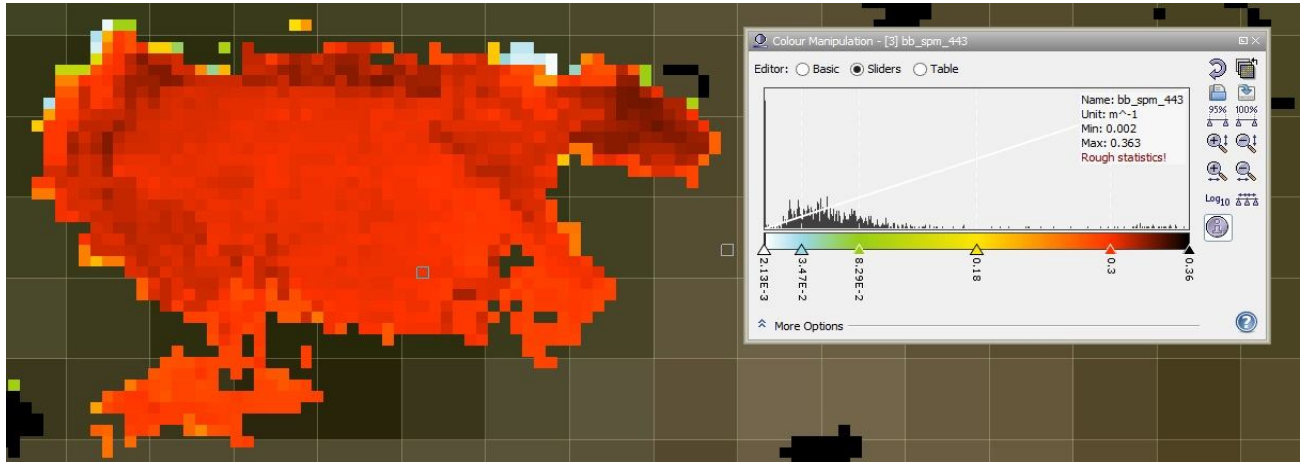 Colour Manipulation - [3] bb_spm_443
Editor: Basic Sliders Table
Name: bb_spm_443
Unit: m^-1
Min: 0.002
Max: 0.363
Rough statistics!
95% 100%
Log10
2.13E-3
3.47E-2
8.29E-2
0.18
0.3
0.36
More Options